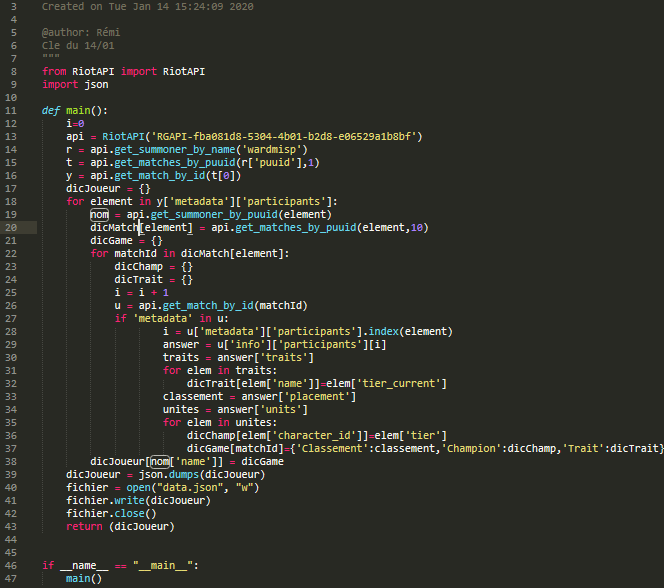 3 Created on Tue Jan 14 15:24:09 2020
4
5 @author: Rémi
6 Cle du 14/01
7 """
8 from RiotAPI import RiotAPI
9 import json
10
11 def main():
12     i=0
13     api = RiotAPI('RGAPI-fba081d8-5304-4b01-b2d8-e06529a1b8bf')
14     r = api.get_summoner_by_name('wardmisp')
15     t = api.get_matches_by_puuid(r['puuid'],1)
16     y = api.get_match_by_id(t[0])
17     dicJoueur = {}
18     for element in y['metadata']['participants']:
19         nom = api.get_summoner_by_puuid(element)
20         dicMatch[element] = api.get_matches_by_puuid(element,10)
21         dicGame = {}
22         for matchId in dicMatch[element]:
23             dicChamp = {}
24             dicTrait = {}
25             i = i + 1
26             u = api.get_match_by_id(matchId)
27             if 'metadata' in u:
28                     i = u['metadata']['participants'].index(element)
29                     answer = u['info']['participants'][i]
30                     traits = answer['traits']
31                     for elem in traits:
32                         dicTrait[elem['name']]=elem['tier_current']
33                     classement = answer['placement']
34                     unites = answer['units']
35                     for elem in unites:
36                         dicChamp[elem['character_id']]=elem['tier']
37                         dicGame[matchId]={'Classement':classement,'Champion':dicChamp,'Trait':dicTrait}
38         dicJoueur[nom['name']] = dicGame
39     dicJoueur = json.dumps(dicJoueur)
40     fichier = open("data.json", "w")
41     fichier.write(dicJoueur)
42     fichier.close()
43     return (dicJoueur)
44
45
46 if __name__ == "__main__":
47     main()